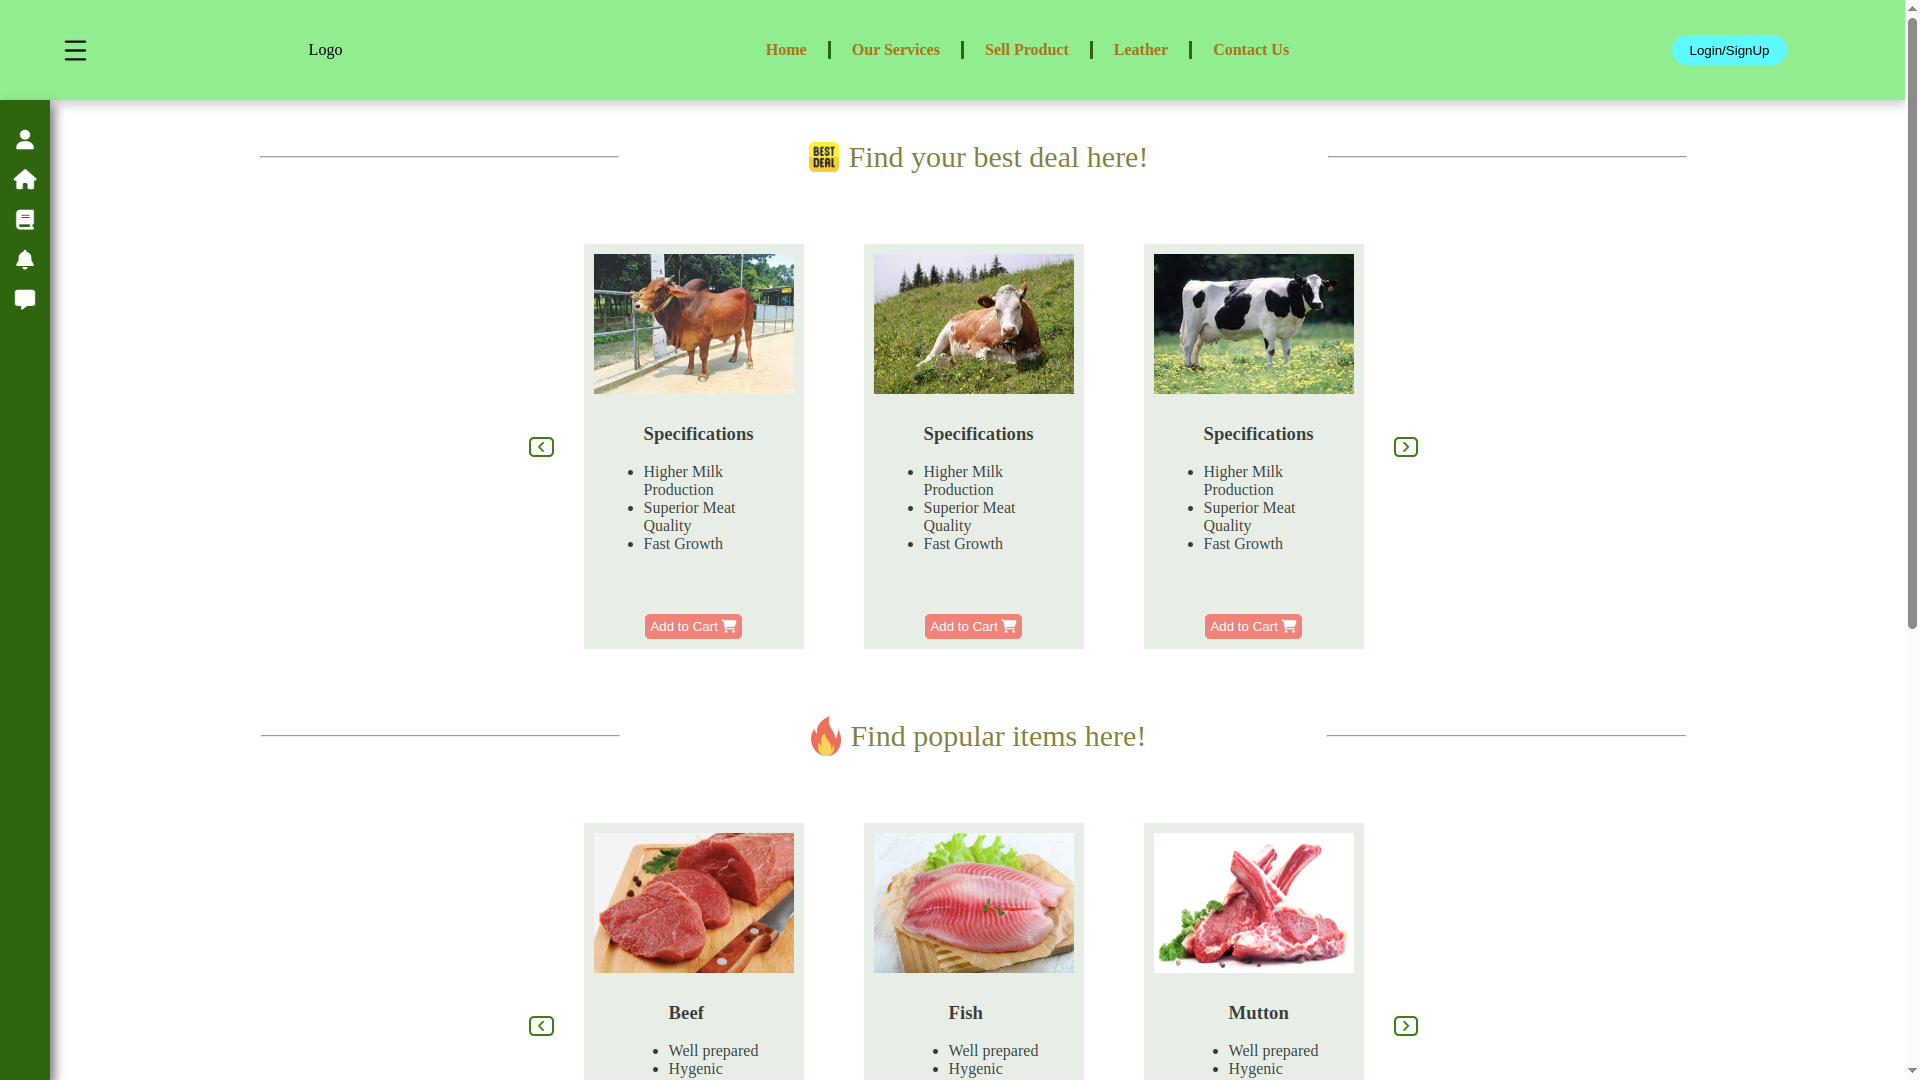 Logo
Home
Our Services
Sell Product
Leather
Contact Us
Login/SignUp
BEST
DEAL
Find your best deal here!
Specifications
Higher Milk
Production
Superior Meat
Quality
Fast Growth
Add to Cart
Specifications
Higher Milk
Production
Superior Meat
Quality
Fast Growth
Add to Cart
Specifications
Higher Milk
Production
Superior Meat
Quality
Fast Growth
Add to Cart
Find popular items here!
Beef
Well prepared
Hygenic
Fish
Well prepared
Hygenic
Mutton
Well prepared
Hygenic